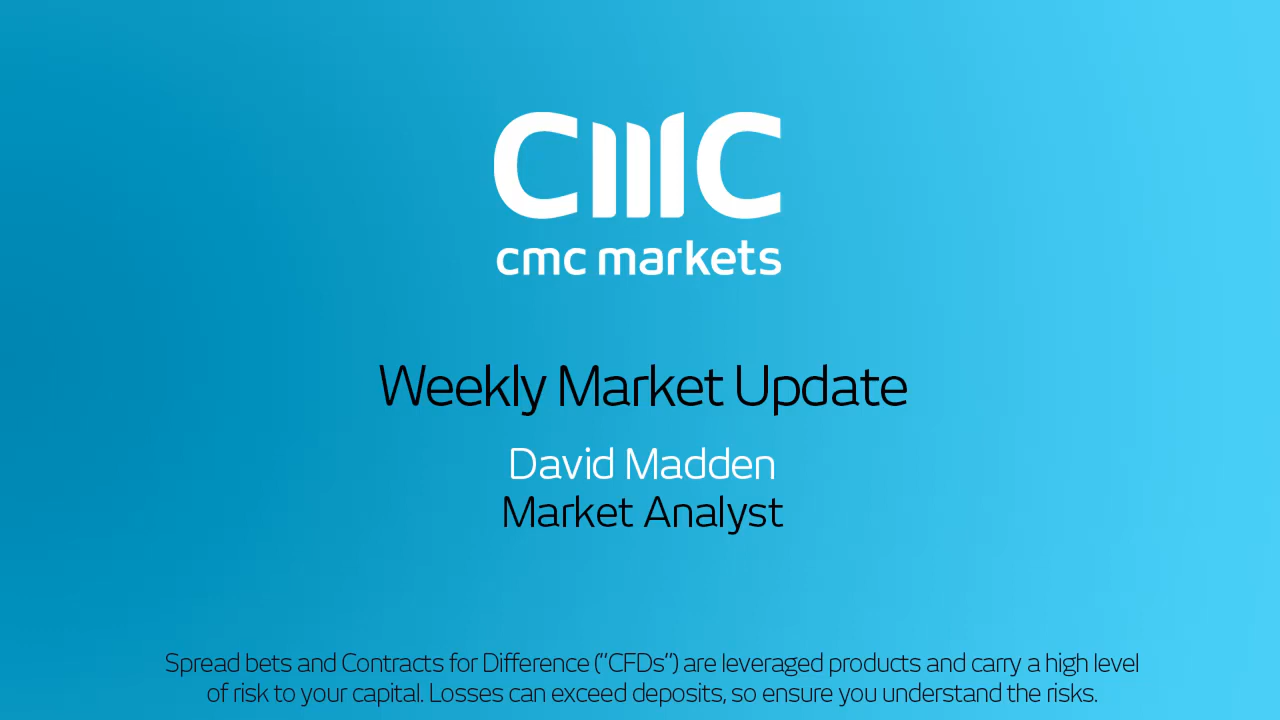 CMC
cmc markets
Weekly Market Update
David Madden
Market Analyst
Spread bets and Contracts for Difference (“CFDs”) are leveraged products and carry a high level
of risk to your capital. Losses can exceed deposits, so ensure you understand the risks.